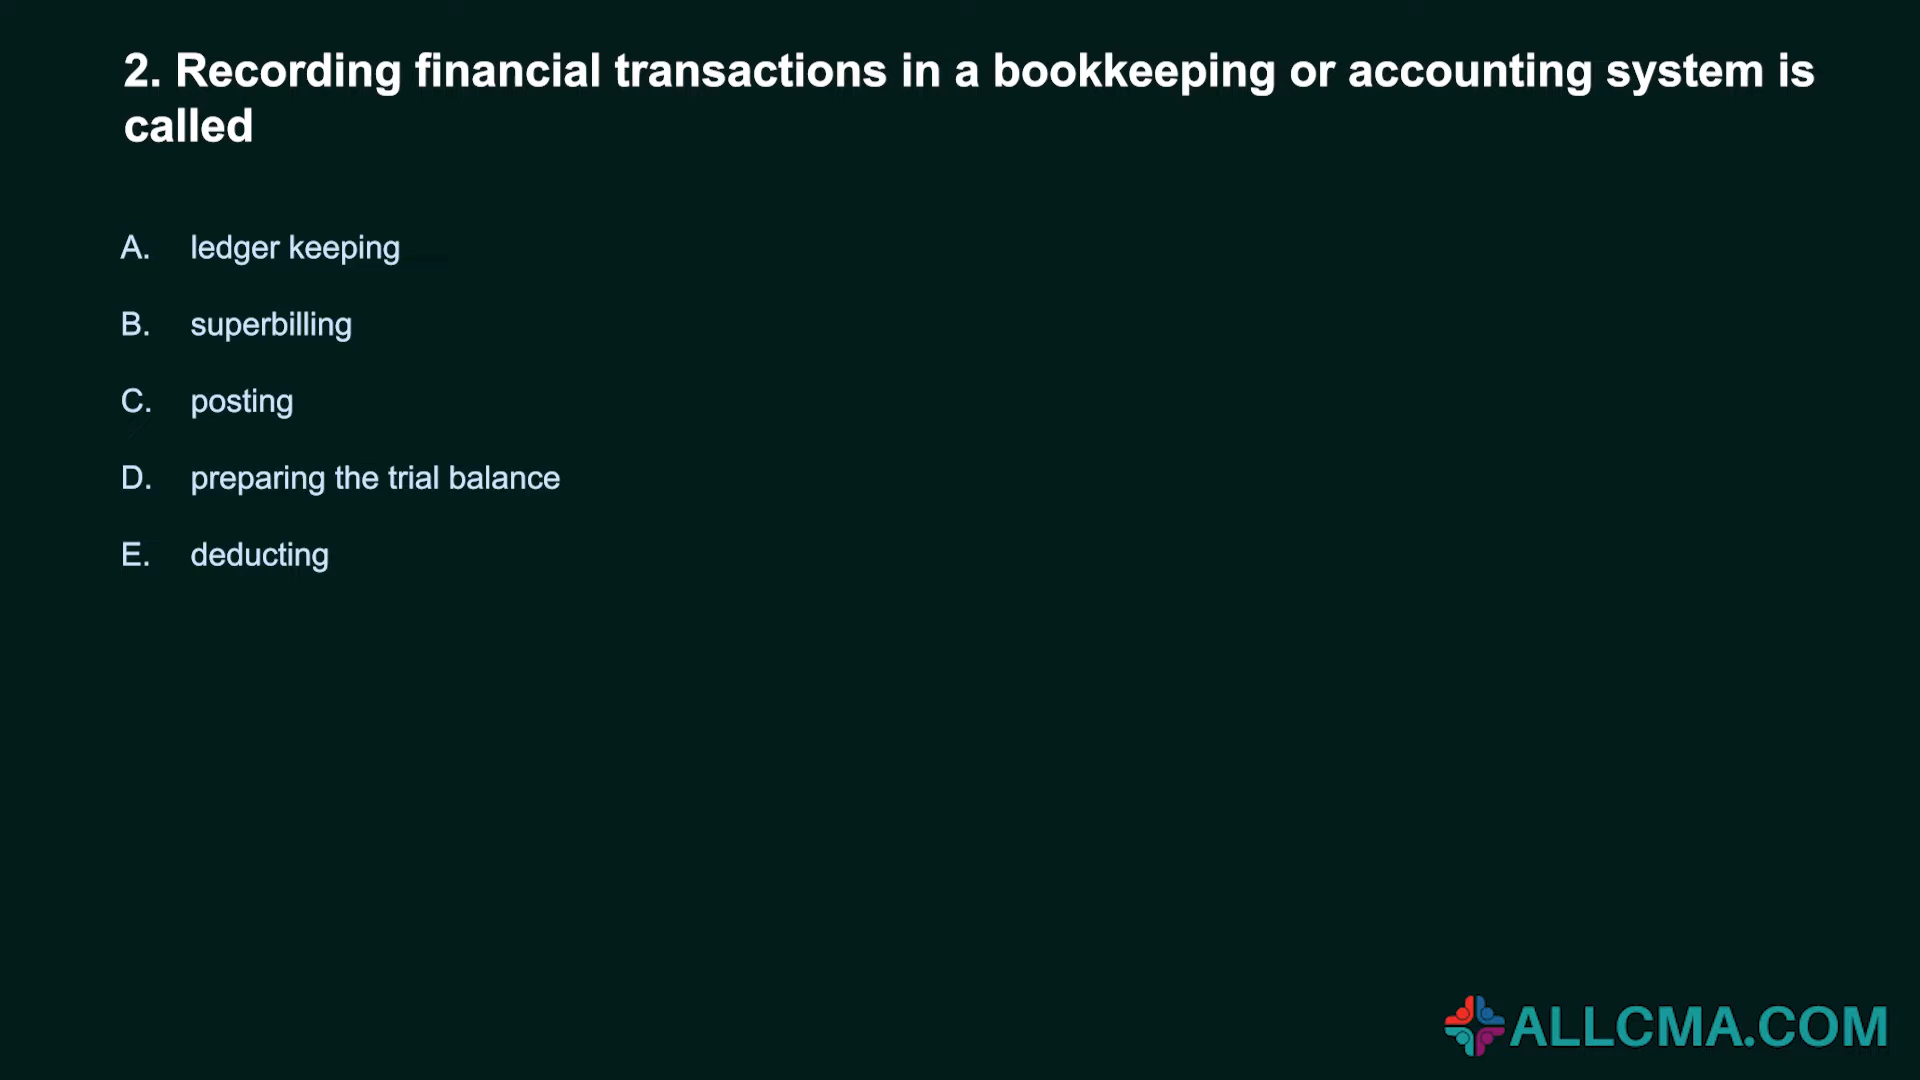 2. Recording financial transactions in a bookkeeping or accounting system is
called
A. ledger keeping
B. superbilling
C. posting
D. preparing the trial balance
E. deducting
ALLCMA.COM